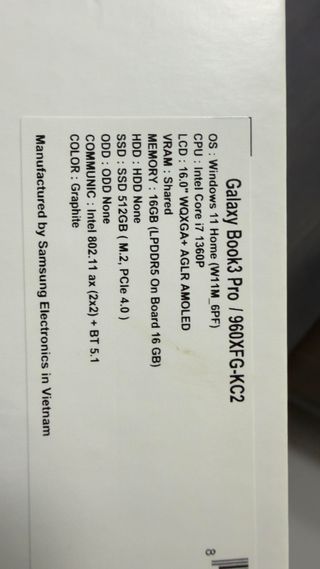 Galaxy Book3 Pro / 960XFG-KC2
OS : Windows 11 Home (W11M_6PF)
CPU : Intel Core i7 1360P
LCD : 16.0" WQXGA+ AGLR AMOLED
VRAM : Shared
MEMORY : 16GB (LPDDR5 On Board 16 GB)
HDD : HDD None
SSD : SSD 512GB ( M.2, PCIe 4.0 )
ODD : ODD None
COMMUNIC : Intel 802.11 ax (2x2) + BT 5.1
COLOR : Graphite
Manufactured by Samsung Electronics in Vietnam
8